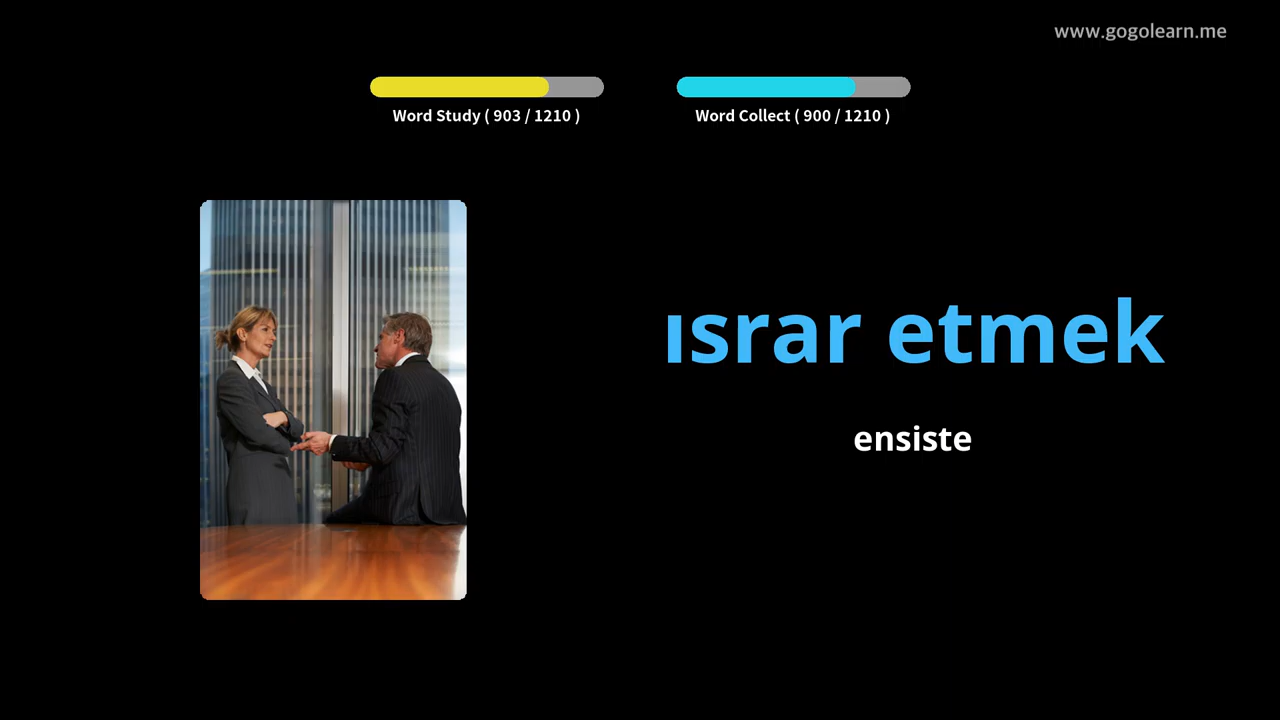 www.gogolearn.me
Word Study ( 903 / 1210 )
Word Collect ( 900 / 1210 )
ısrar etmek
ensiste